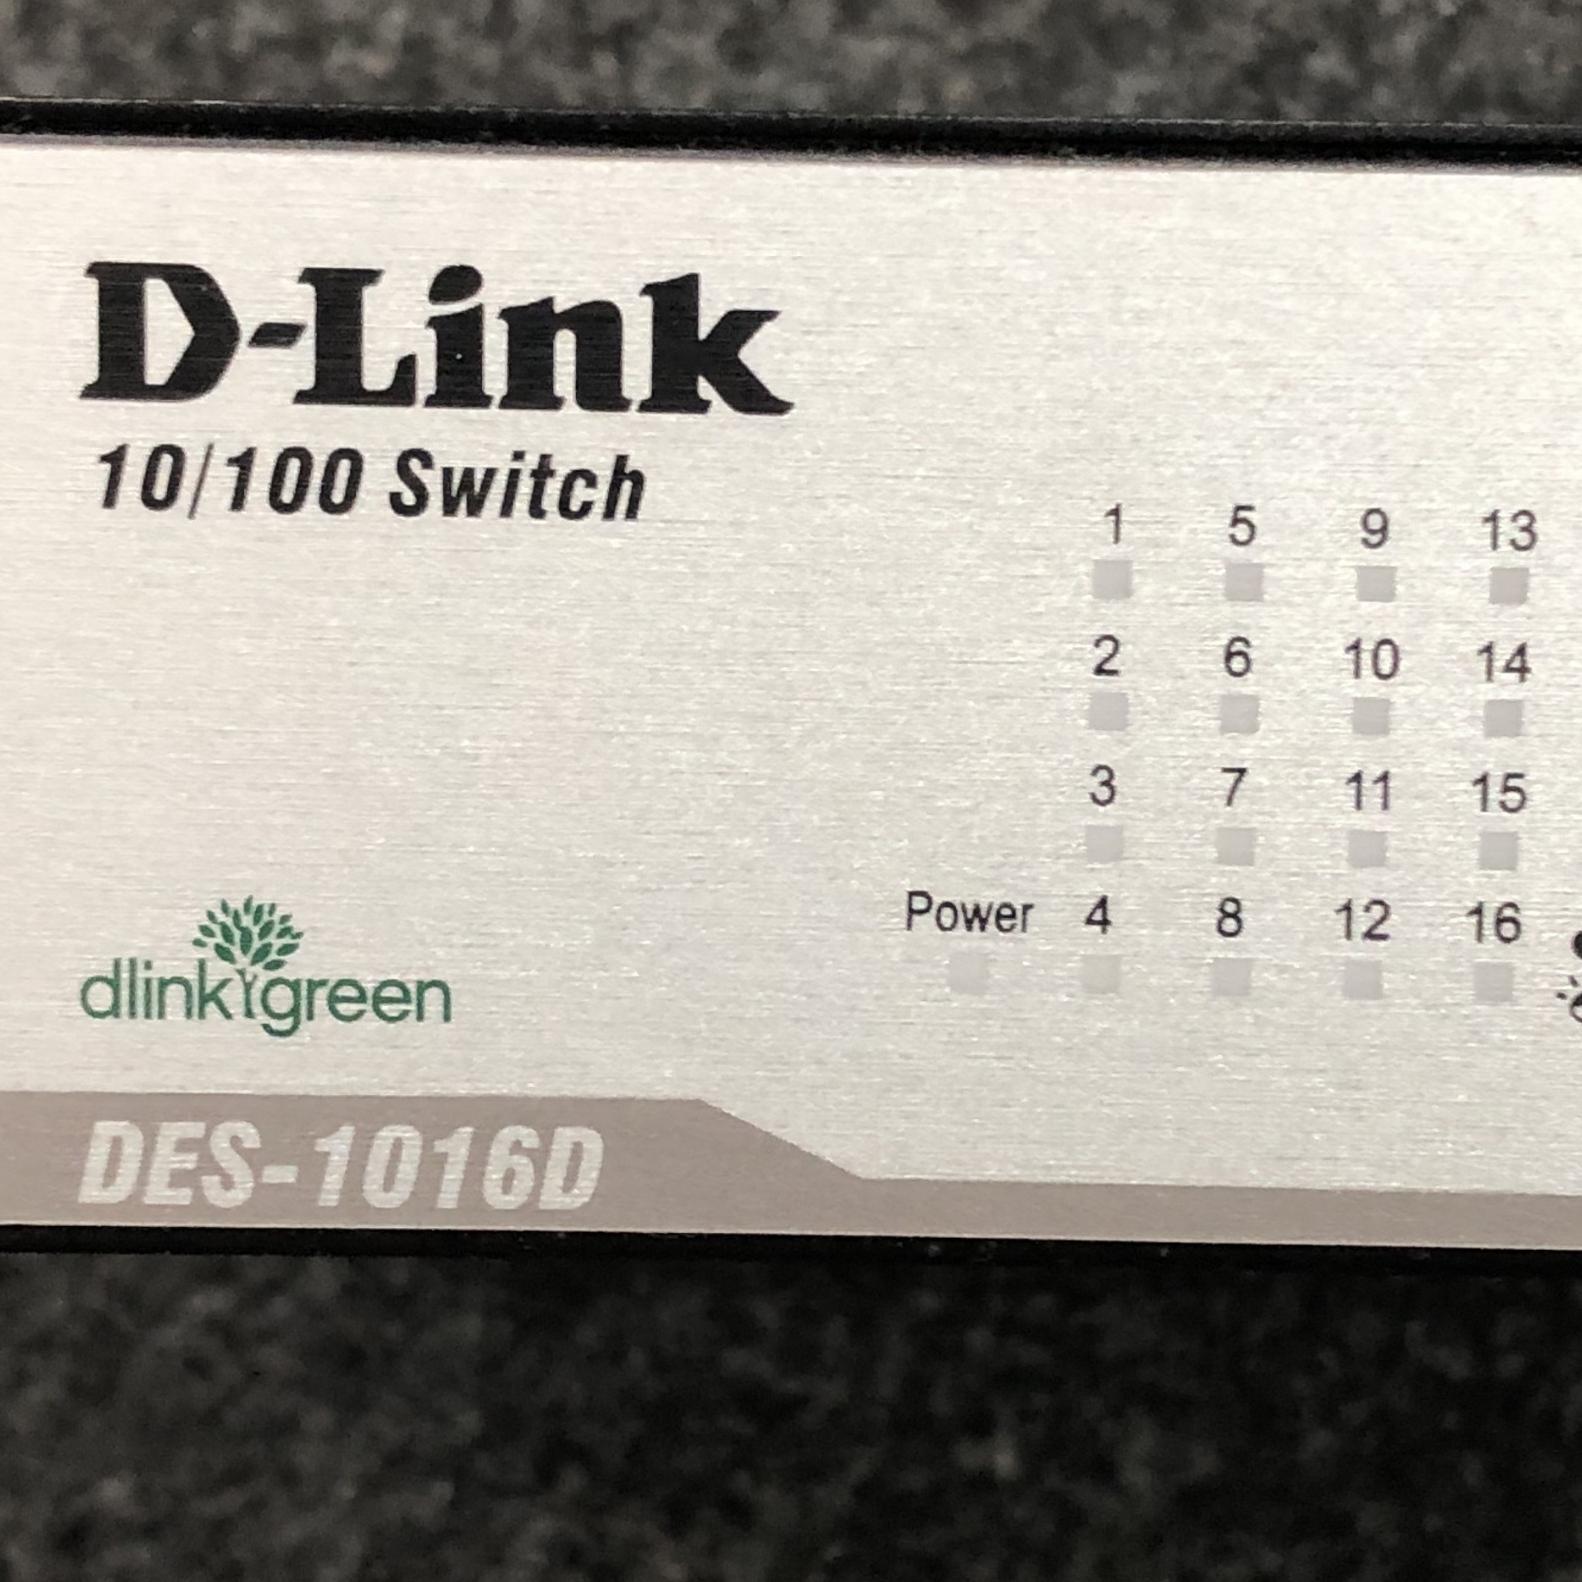 D-Link
10/100 Switch
1 5 9 13
2 6 10 14
3 7 11 15
Power 4 8 12 16
dlinkgreen
DES-1016D